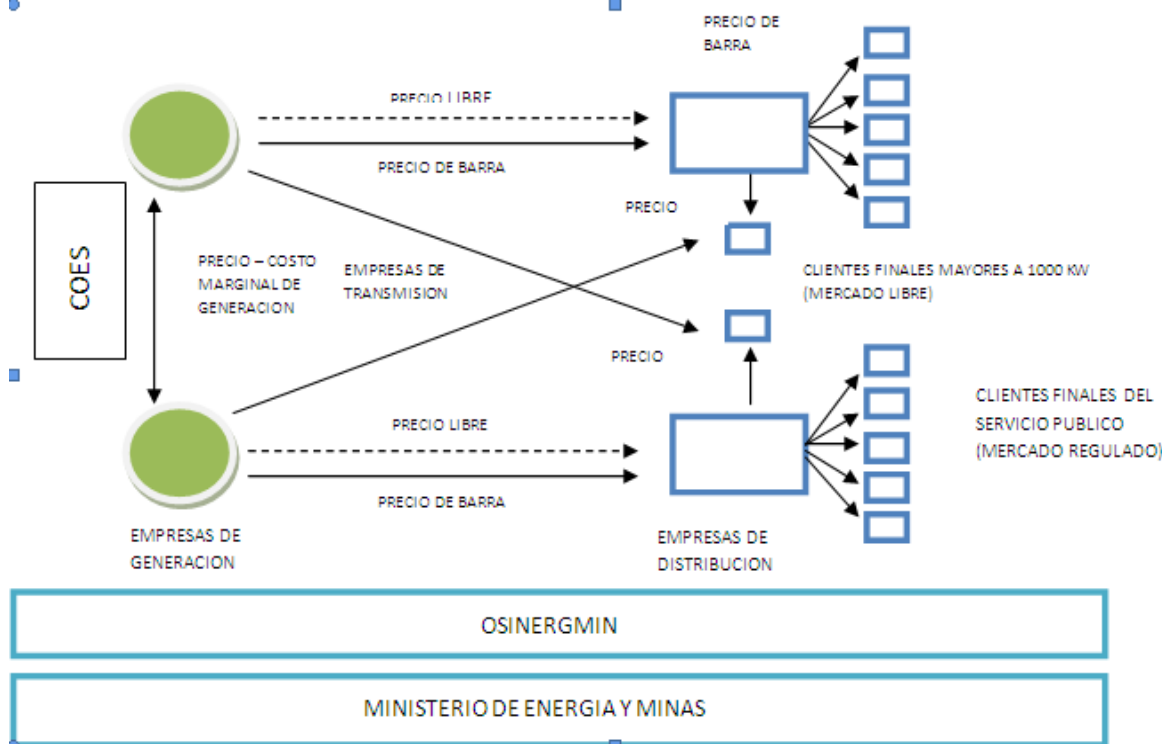 PRECIO DE
BARRA
PRECIO LIBRE
PRECIO DE BARRA
PRECIO
COES
PRECIO – COSTO
MARGINAL DE
GENERACION
EMPRESAS DE
TRANSMISION
CLIENTES FINALES MAYORES A 1000 KW
(MERCADO LIBRE)
PRECIO
CLIENTES FINALES DEL
SERVICIO PUBLICO
(MERCADO REGULADO)
PRECIO LIBRE
PRECIO DE BARRA
EMPRESAS DE
GENERACION
EMPRESAS DE
DISTRIBUCION
OSINERGMIN
MINISTERIO DE ENERGIA Y MINAS